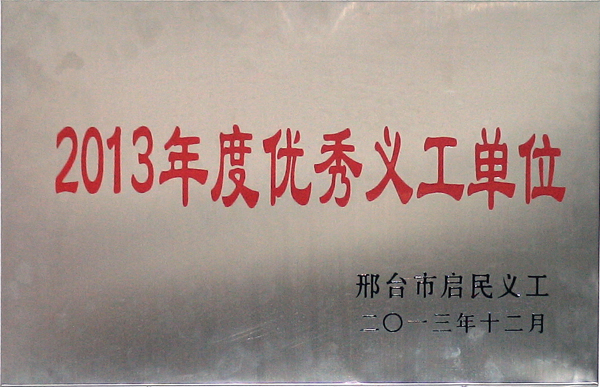 2013年度优秀义工单位
邢台市启民义工
二〇一三年十二月